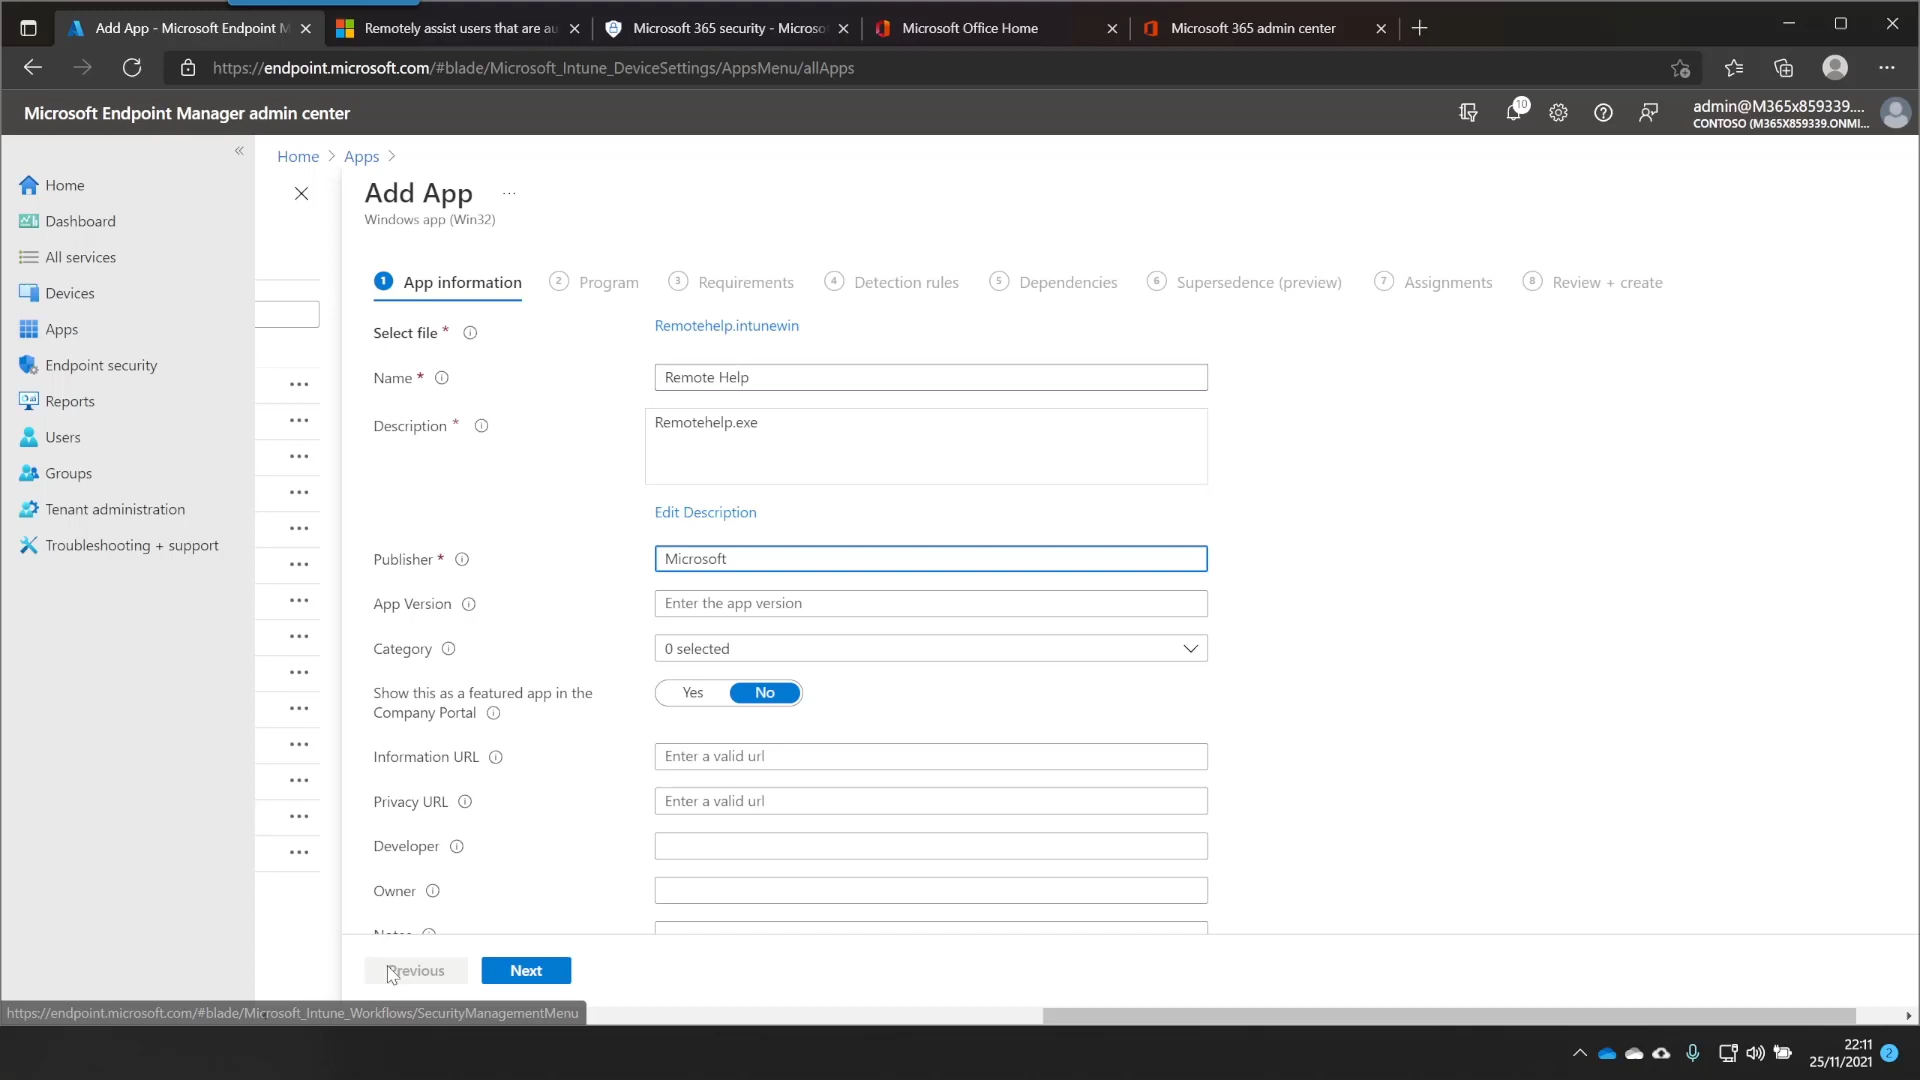 Add App - Microsoft Endpoint M
Remotely assist users that are au
Microsoft 365 security - Microso
Microsoft Office Home
Microsoft 365 admin center
https://endpoint.microsoft.com/#blade/Microsoft_Intune_DeviceSettings/AppsMenu/allApps
Microsoft Endpoint Manager admin center
10
admin@M365x859339....
CONTOSO (M365X859339.ONMI...
Home
Dashboard
All services
Devices
Apps
Endpoint security
Reports
Users
Groups
Tenant administration
Troubleshooting + support
Home > Apps >
Add App ...
Windows app (Win32)
1 App information
2 Program
3 Requirements
4 Detection rules
5 Dependencies
6 Supersedence (preview)
7 Assignments
8 Review + create
Select file *
Remotehelp.intunewin
Name *
Remote Help
Description *
Remotehelp.exe
Edit Description
Publisher *
Microsoft
App Version
Enter the app version
Category
0 selected
Show this as a featured app in the
Company Portal
Yes
No
Information URL
Enter a valid url
Privacy URL
Enter a valid url
Developer
Owner
Notes
Previous
Next
https://endpoint.microsoft.com/#blade/Microsoft_Intune_Workflows/SecurityManagementMenu
22:11
25/11/2021
2